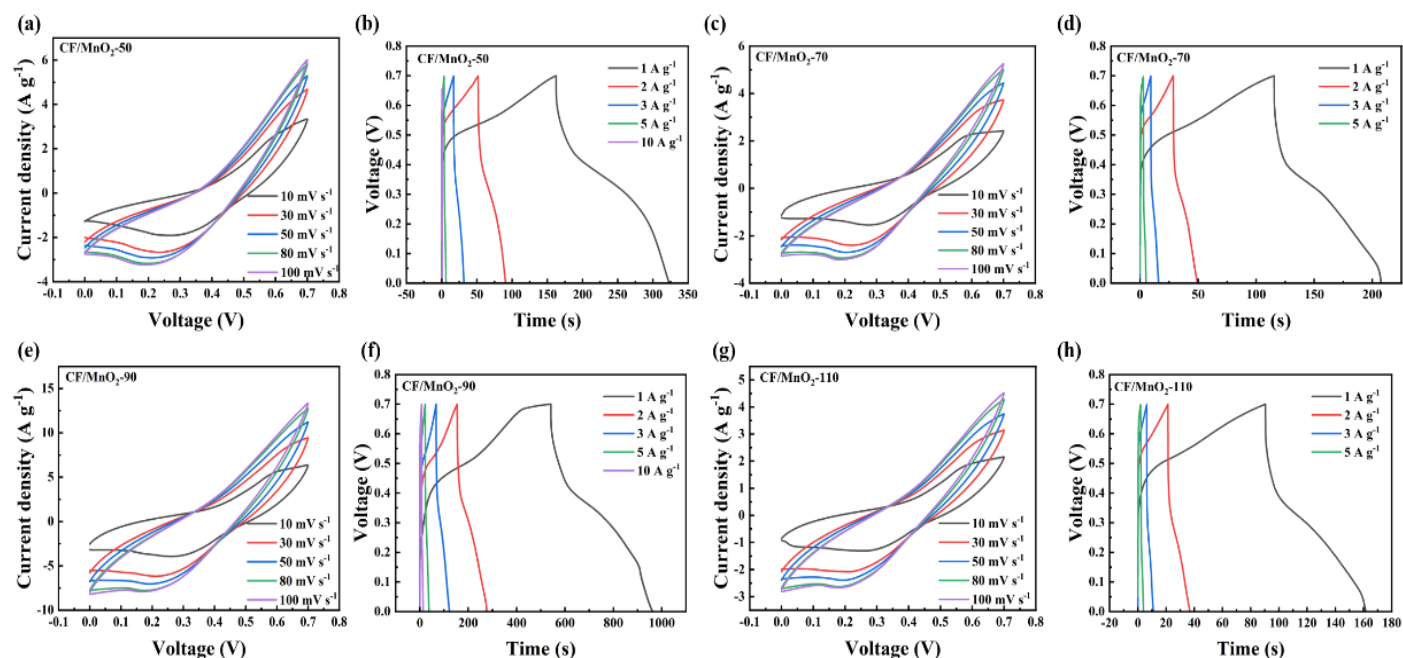 (a)
CF/MnO₂-50
Current density (A g⁻¹)
6
4
2
0
-2
-4
10 mV s⁻¹
30 mV s⁻¹
50 mV s⁻¹
80 mV s⁻¹
100 mV s⁻¹
0.0 0.1 0.2 0.3 0.4 0.5 0.6 0.7 0.8
Voltage (V)
(b)
CF/MnO₂-50
Voltage (V)
0.8
0.7
0.6
0.5
0.4
0.3
0.2
0.1
0.0
1 A g⁻¹
2 A g⁻¹
3 A g⁻¹
5 A g⁻¹
10 A g⁻¹
-50 0 50 100 150 200 250 300 350
Time (s)
(c)
CF/MnO₂-70
Current density (A g⁻¹)
6
4
2
0
-2
-4
10 mV s⁻¹
30 mV s⁻¹
50 mV s⁻¹
80 mV s⁻¹
100 mV s⁻¹
0.0 0.1 0.2 0.3 0.4 0.5 0.6 0.7 0.8
Voltage (V)
(d)
CF/MnO₂-70
Voltage (V)
0.8
0.7
0.6
0.5
0.4
0.3
0.2
0.1
0.0
1 A g⁻¹
2 A g⁻¹
3 A g⁻¹
5 A g⁻¹
0 50 100 150 200
Time (s)
(e)
CF/MnO₂-90
Current density (A g⁻¹)
15
10
5
0
-5
-10
10 mV s⁻¹
30 mV s⁻¹
50 mV s⁻¹
80 mV s⁻¹
100 mV s⁻¹
0.0 0.1 0.2 0.3 0.4 0.5 0.6 0.7 0.8
Voltage (V)
(f)
CF/MnO₂-90
Voltage (V)
0.8
0.7
0.6
0.5
0.4
0.3
0.2
0.1
0.0
1 A g⁻¹
2 A g⁻¹
3 A g⁻¹
5 A g⁻¹
10 A g⁻¹
0 200 400 600 800 1000
Time (s)
(g)
CF/MnO₂-110
Current density (A g⁻¹)
5
4
3
2
1
0
-1
-2
-3
10 mV s⁻¹
30 mV s⁻¹
50 mV s⁻¹
80 mV s⁻¹
100 mV s⁻¹
0.0 0.1 0.2 0.3 0.4 0.5 0.6 0.7 0.8
Voltage (V)
(h)
CF/MnO₂-110
Voltage (V)
0.8
0.7
0.6
0.5
0.4
0.3
0.2
0.1
0.0
1 A g⁻¹
2 A g⁻¹
3 A g⁻¹
5 A g⁻¹
-20 0 20 40 60 80 100 120 140 160 180
Time (s)